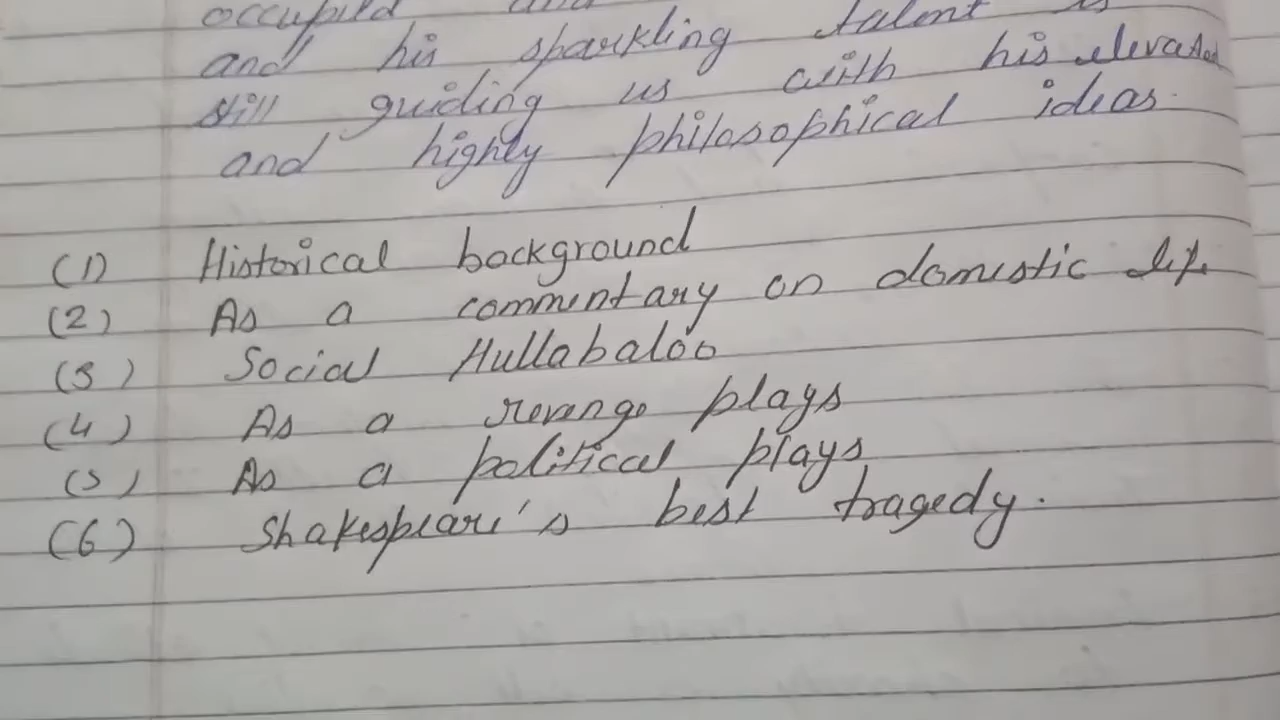 occupied and
and his sparkling talent is
still guiding us with his elevated
and highly philosophical ideas.
(1) Historical background
(2) As a commentary on domestic life
(3) Social Hullabaloo
(4) As a revenge plays
(5) As a political plays
(6) Shakespeare's best tragedy.